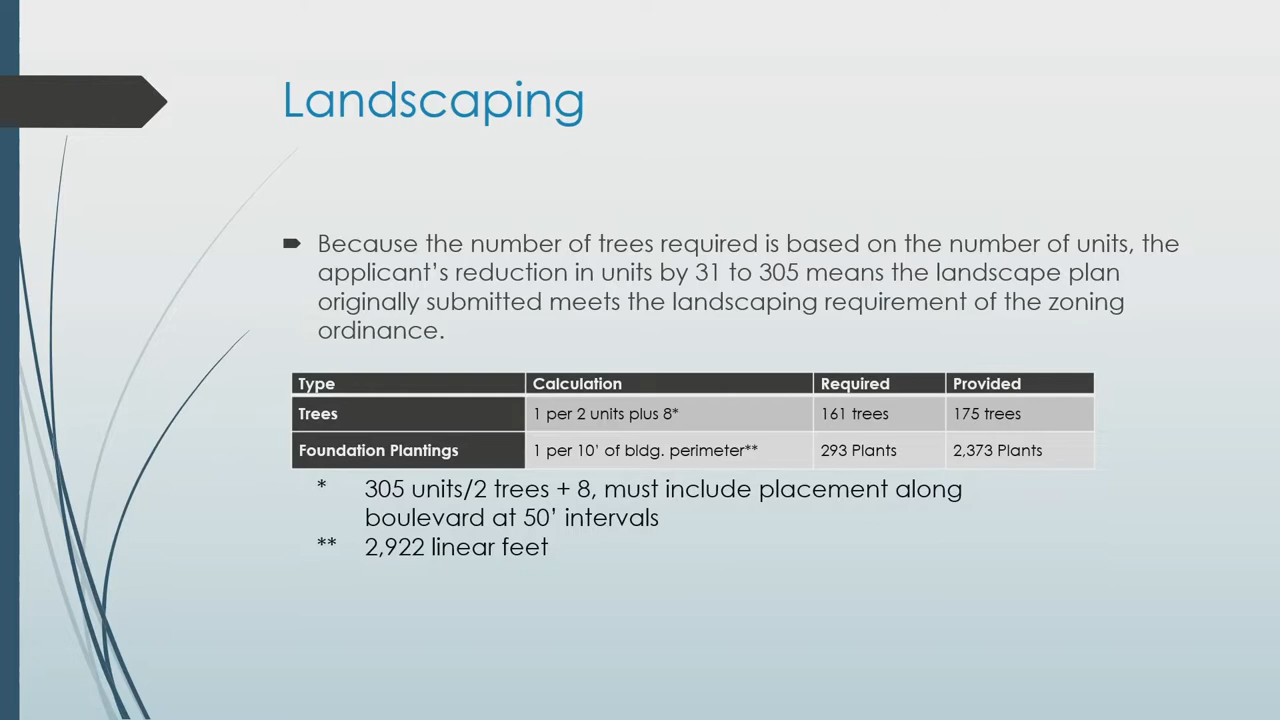 Landscaping
Because the number of trees required is based on the number of units, the
applicant's reduction in units by 31 to 305 means the landscape plan
originally submitted meets the landscaping requirement of the zoning
ordinance.
Type Calculation Required Provided
Trees 1 per 2 units plus 8* 161 trees 175 trees
Foundation Plantings 1 per 10' of bldg. perimeter** 293 Plants 2,373 Plants
* 305 units/2 trees + 8, must include placement along
boulevard at 50' intervals
** 2,922 linear feet